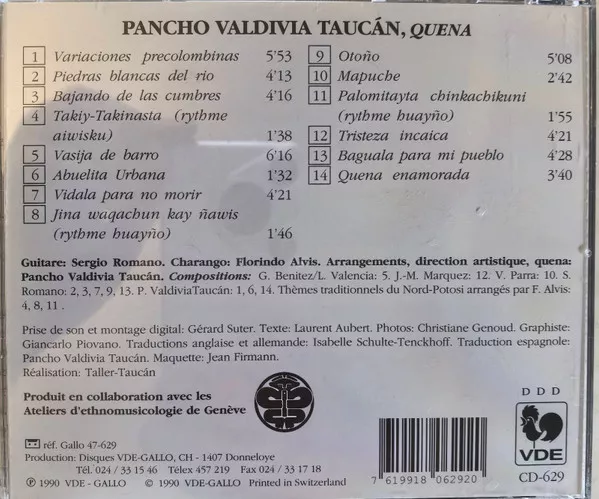 PANCHO VALDIVIA TAUCÁN, QUENA
1 Variaciones precolombinas 5'53
2 Piedras blancas del rio 4'13
3 Bajando de las cumbres 4'16
4 Takiy-Takinasta (rythme
aiwisku) 1'38
5 Vasija de barro 6'16
6 Abuelita Urbana 1'32
7 Vidala para no morir 4'21
8 Jina waqachun kay ñawis
(rythme huayño) 1'46
9 Otoño 5'08
10 Mapuche 2'42
11 Palomitayta chinkachikuni
(rythme huayño) 1'55
12 Tristeza incaica 4'21
13 Baguala para mi pueblo 4'28
14 Quena enamorada 3'40
Guitare: Sergio Romano. Charango: Florindo Alvis. Arrangements, direction artistique, quena:
Pancho Valdivia Taucán. Compositions: G. Benitez/L. Valencia: 5. J.-M. Marquez: 12. V. Parra: 10. S.
Romano: 2, 3, 7, 9, 13. P. ValdiviaTaucán: 1, 6, 14. Thèmes traditionnels du Nord-Potosi arrangés par F. Alvis:
4, 8, 11 .
Prise de son et montage digital: Gérard Suter. Texte: Laurent Aubert. Photos: Christiane Genoud. Graphiste:
Giancarlo Piovano. Traductions anglaise et allemande: Isabelle Schulte-Tenckhoff. Traduction espagnole:
Pancho Valdivia Taucán. Maquette: Jean Firmann.
Réalisation: Taller-Taucán
Produit en collaboration avec les
Ateliers d'ethnomusicologie de Genève
réf. Gallo 47-629
Production: Disques VDE-GALLO, CH - 1407 Donneloye
Tél. 024 / 33 15 46 Télex 457 219 Fax 024 / 33 17 18
℗ 1990 VDE - GALLO © 1990 VDE-GALLO Printed in Switzerland
7 619918 062920
D D D
VDE
CD-629